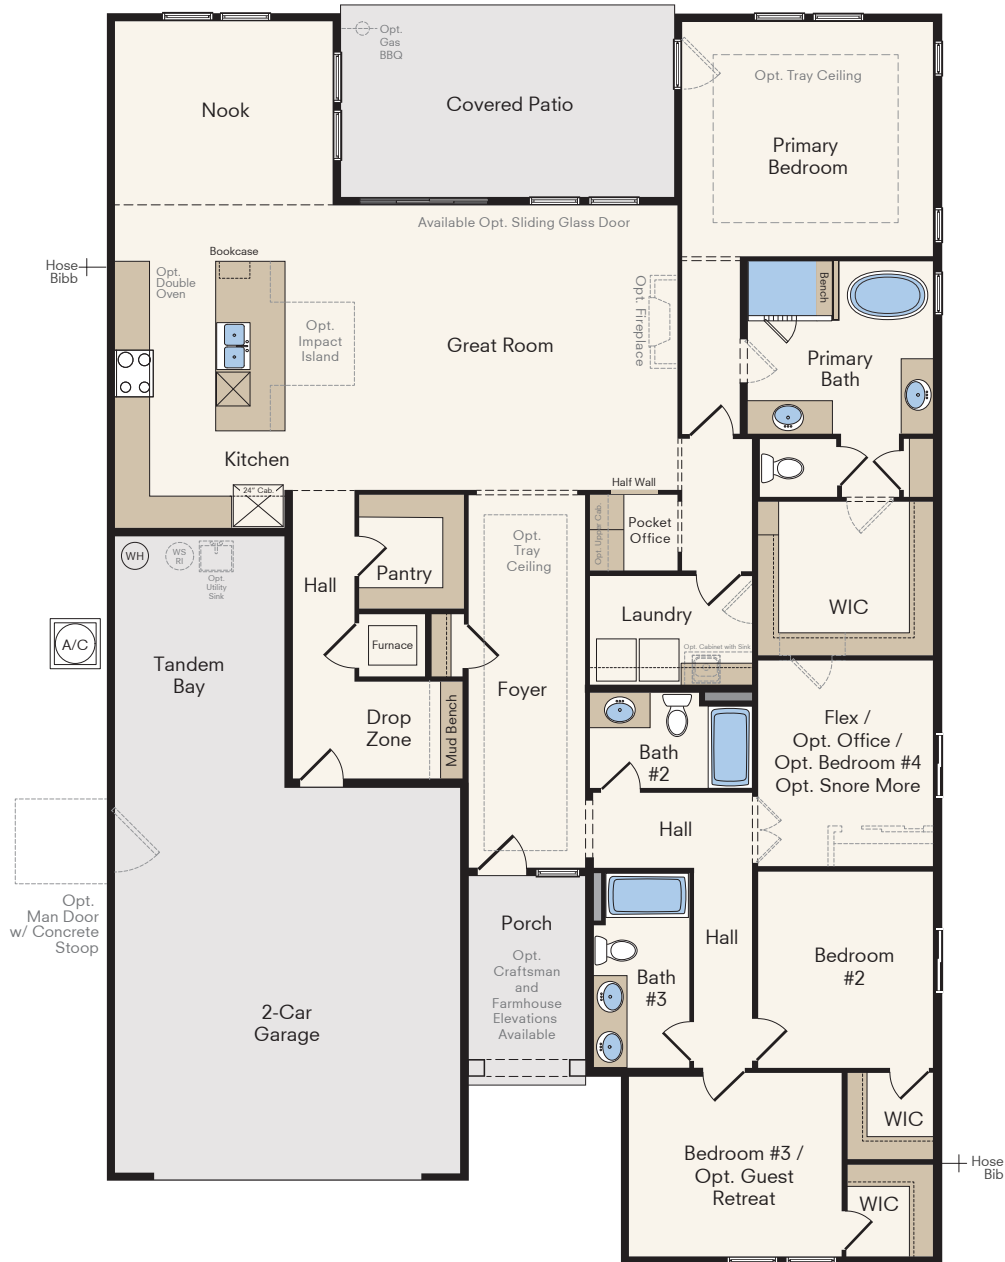 Opt.
Gas
BBQ
Nook
Covered Patio
Opt. Tray Ceiling
Primary
Bedroom
Available Opt. Sliding Glass Door
Hose
Bibb
Bookcase
Opt.
Double
Oven
Opt.
Impact
Island
Great Room
Opt. Fireplace
Bench
Primary
Bath
Kitchen
24" Cab.
Half Wall
Opt. Upper Cab.
Pocket
Office
Opt.
Tray
Ceiling
WH
WS
RI
Opt.
Utility
Sink
Hall
Pantry
Laundry
WIC
A/C
Furnace
Opt. Cabinet with Sink
Tandem
Bay
Foyer
Drop
Zone
Mud Bench
Bath
#2
Flex /
Opt. Office /
Opt. Bedroom #4
Opt. Snore More
Hall
Opt.
Man Door
w/ Concrete
Stoop
Porch
Opt.
Craftsman
and
Farmhouse
Elevations
Available
Hall
Bath
#3
Bedroom
#2
2-Car
Garage
WIC
Bedroom #3 /
Opt. Guest
Retreat
Hose
Bib
WIC